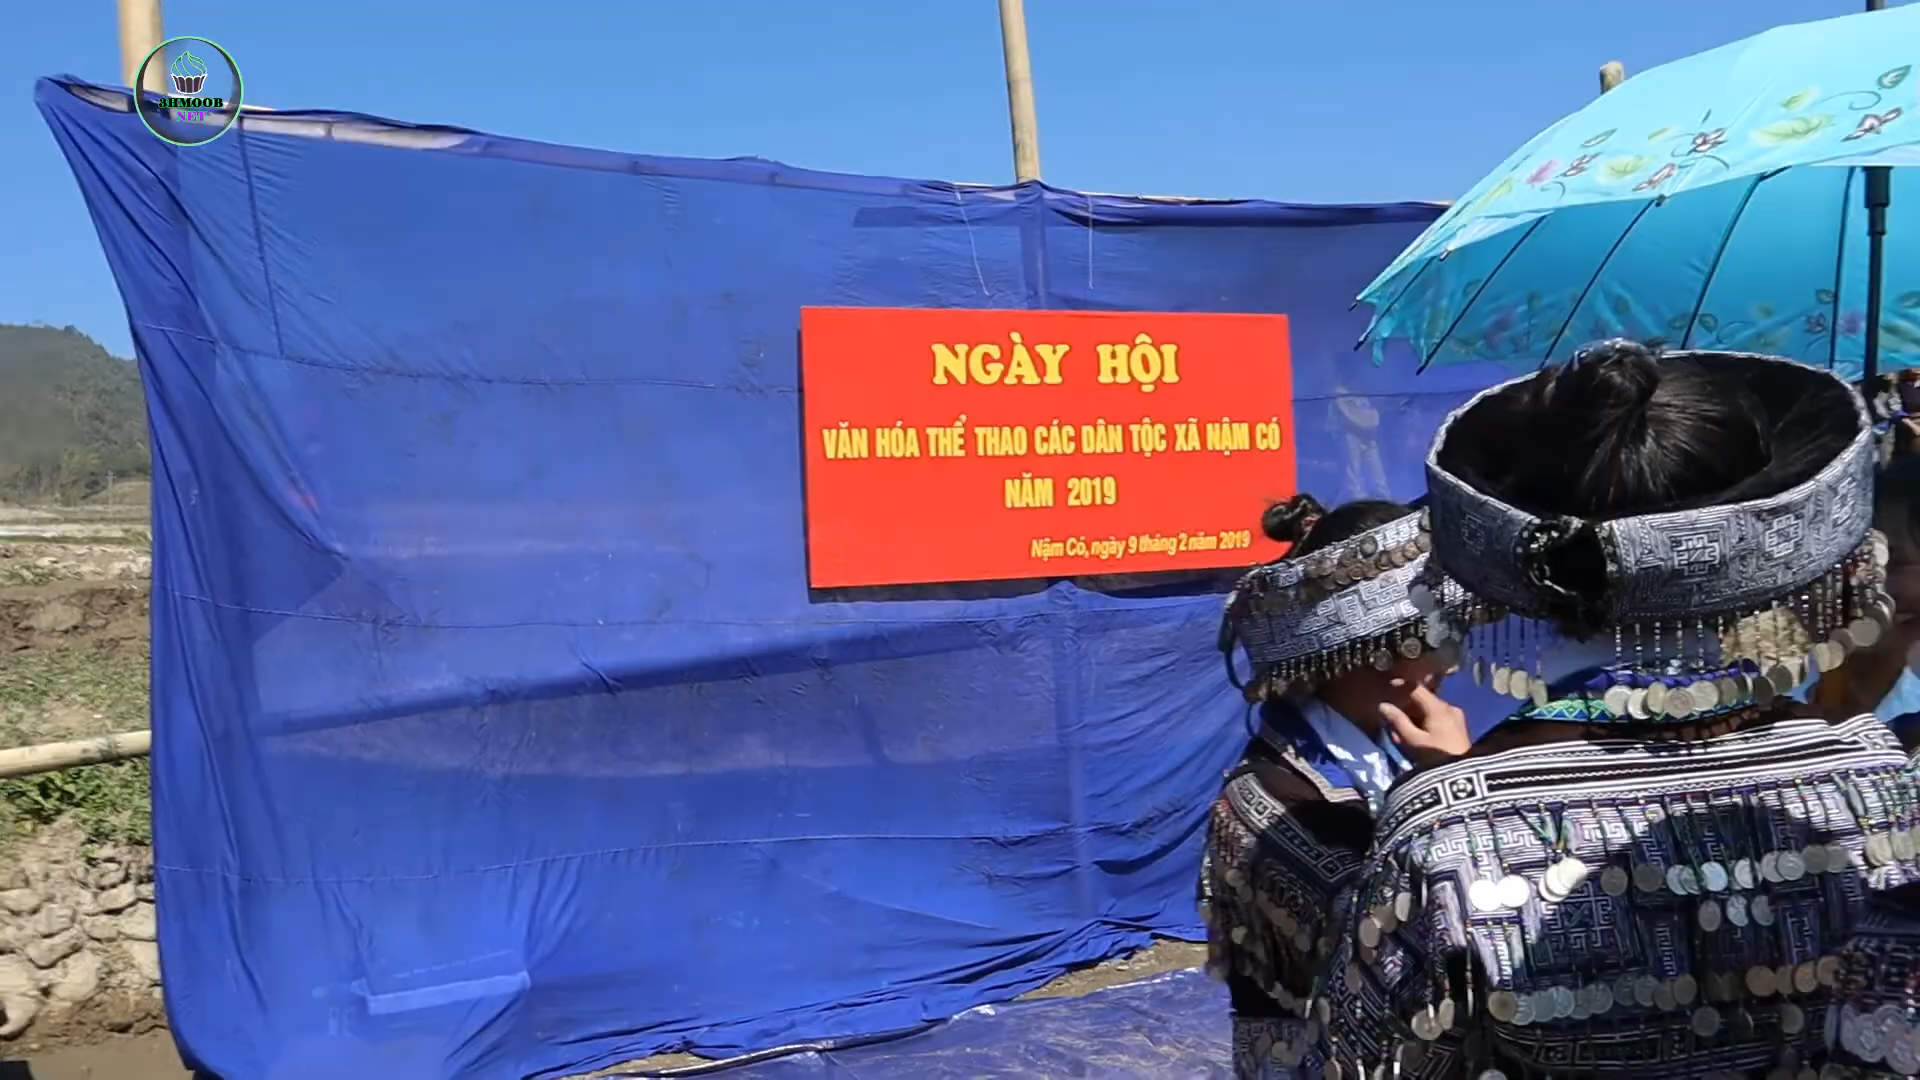 3HMOOB
NET
NGÀY HỘI
VĂN HÓA THỂ THAO CÁC DÂN TỘC XÃ NẬM CÓ
NĂM 2019
Nậm Có, ngày 9 tháng 2 năm 2019